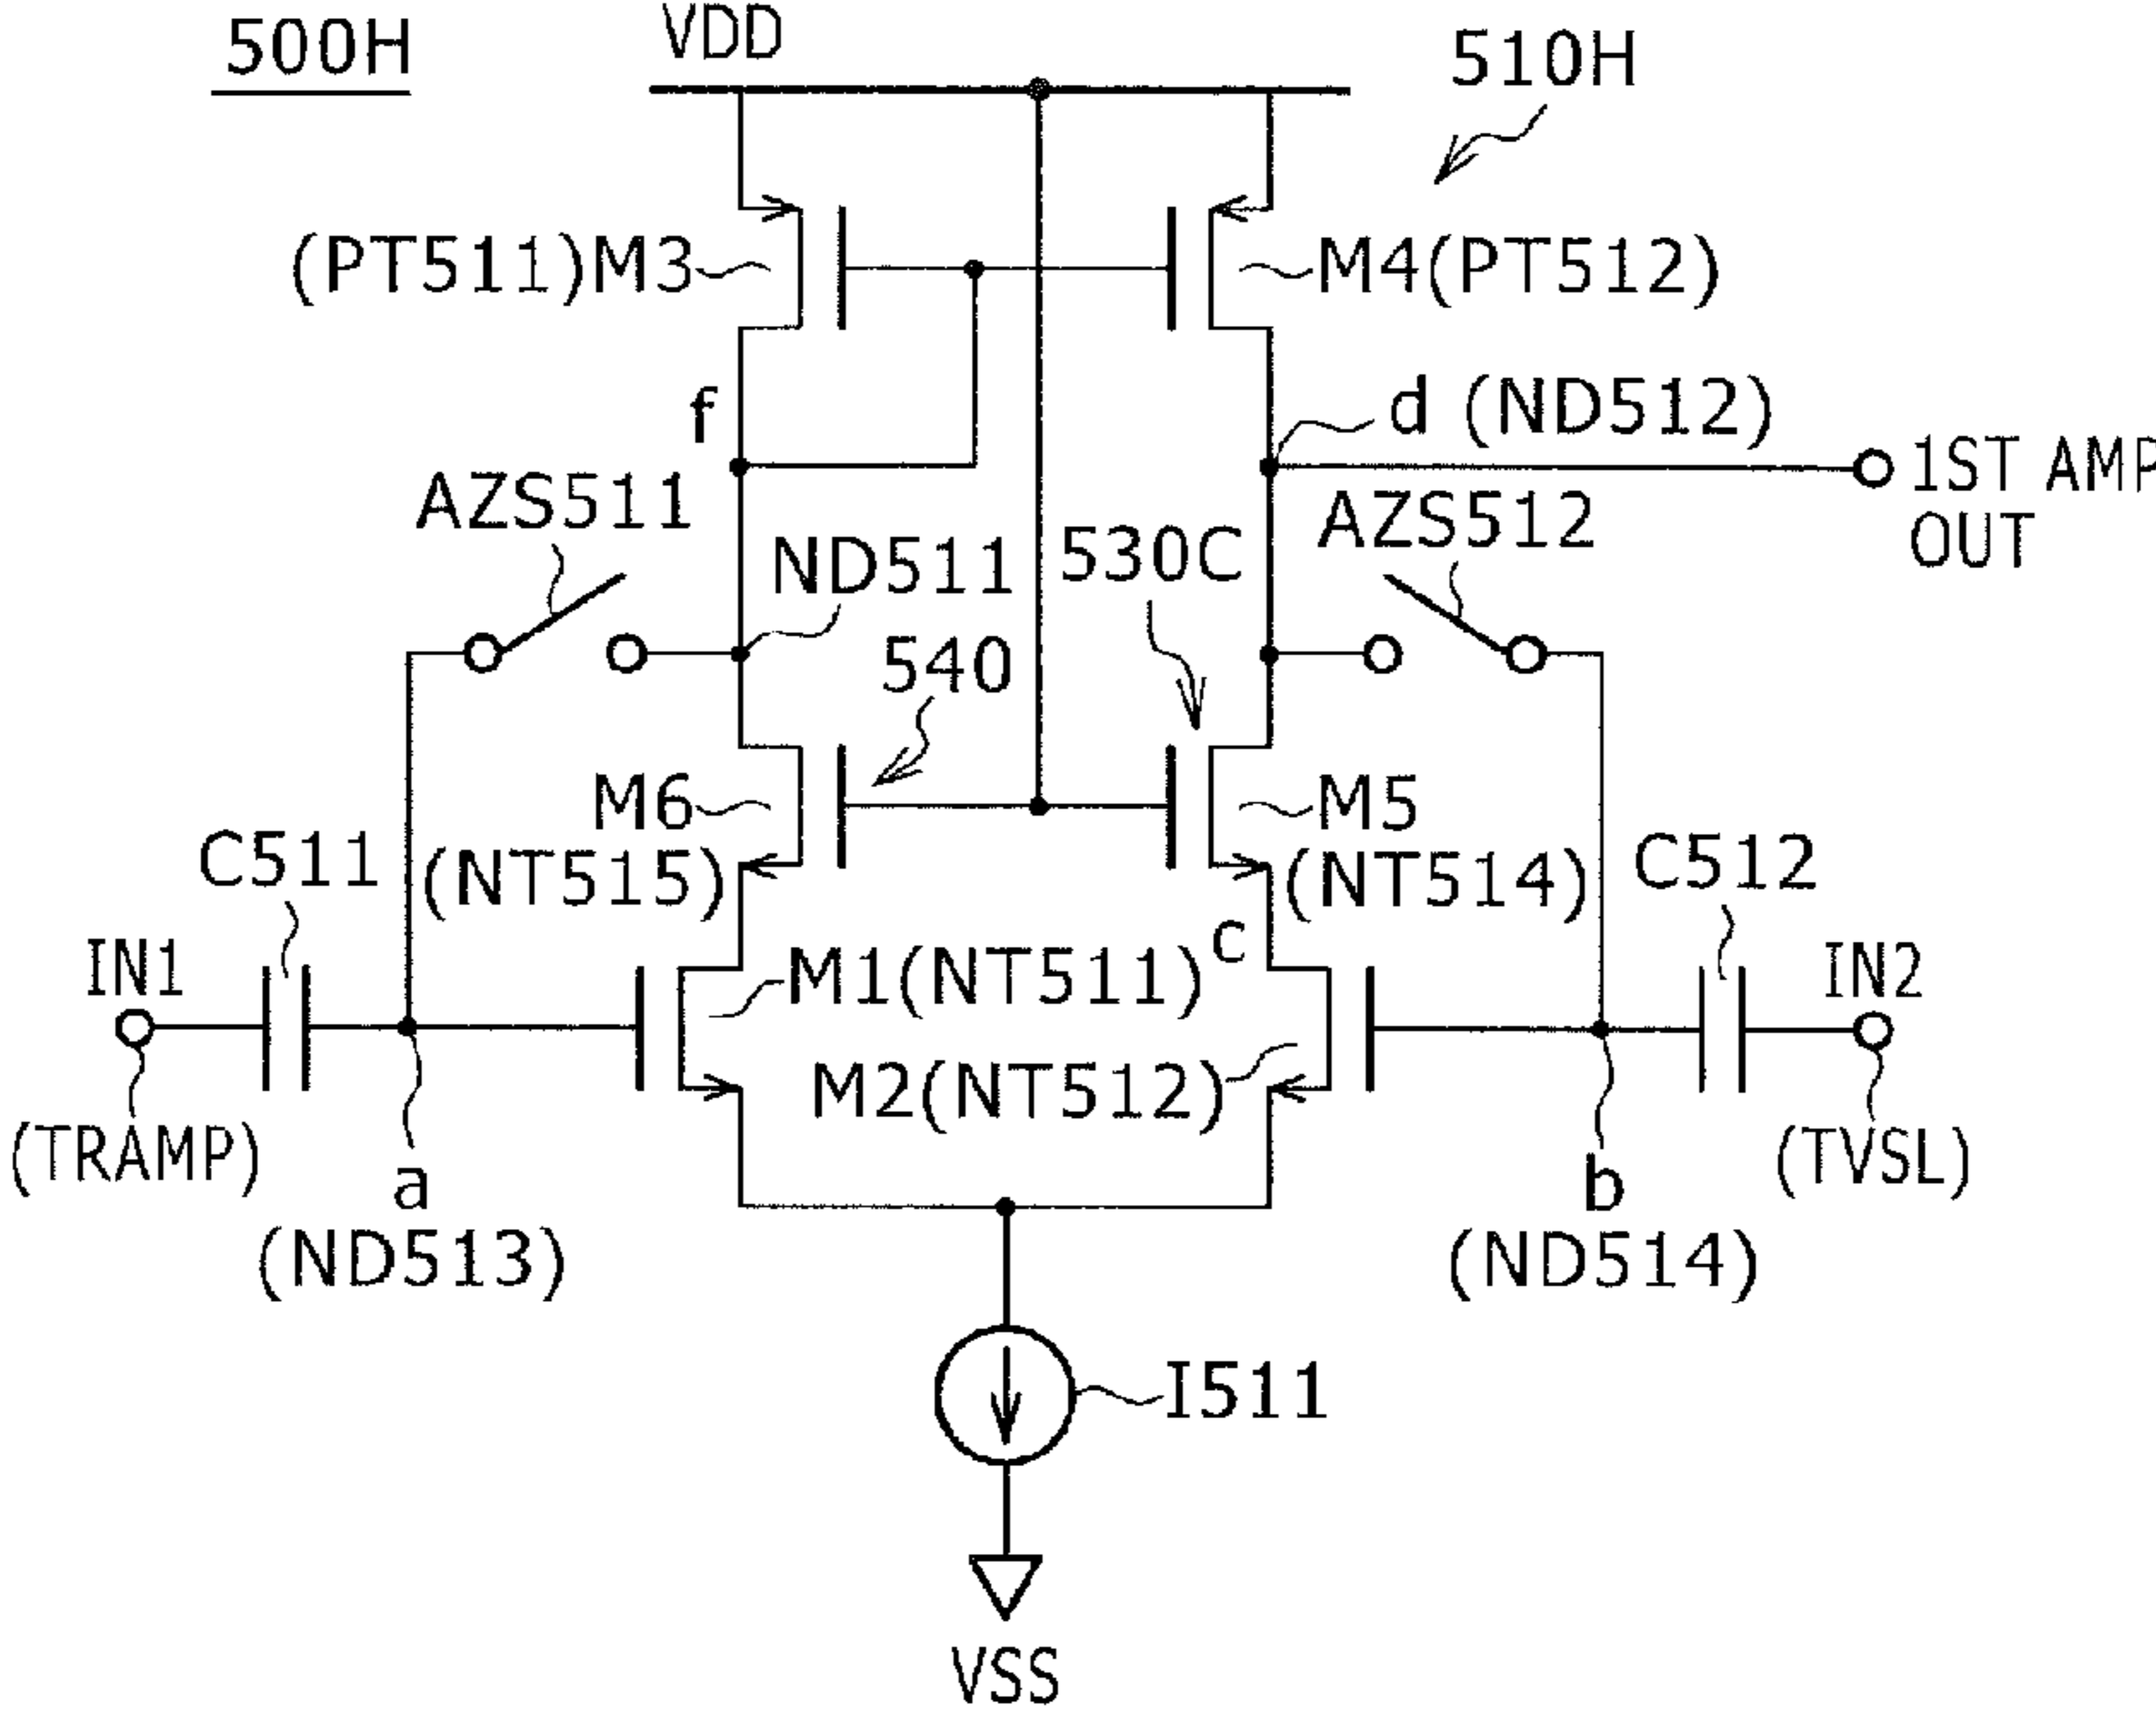 500H
VDD
510H
(PT511)M3
M4(PT512)
f
d (ND512)
1ST AMP
OUT
AZS511
AZS512
ND511
530C
540
M6
(NT515)
M5
(NT514)
C511
C512
IN1
IN2
c
M1(NT511)
M2(NT512)
(TRAMP)
(TVSL)
a
(ND513)
b
(ND514)
I511
VSS